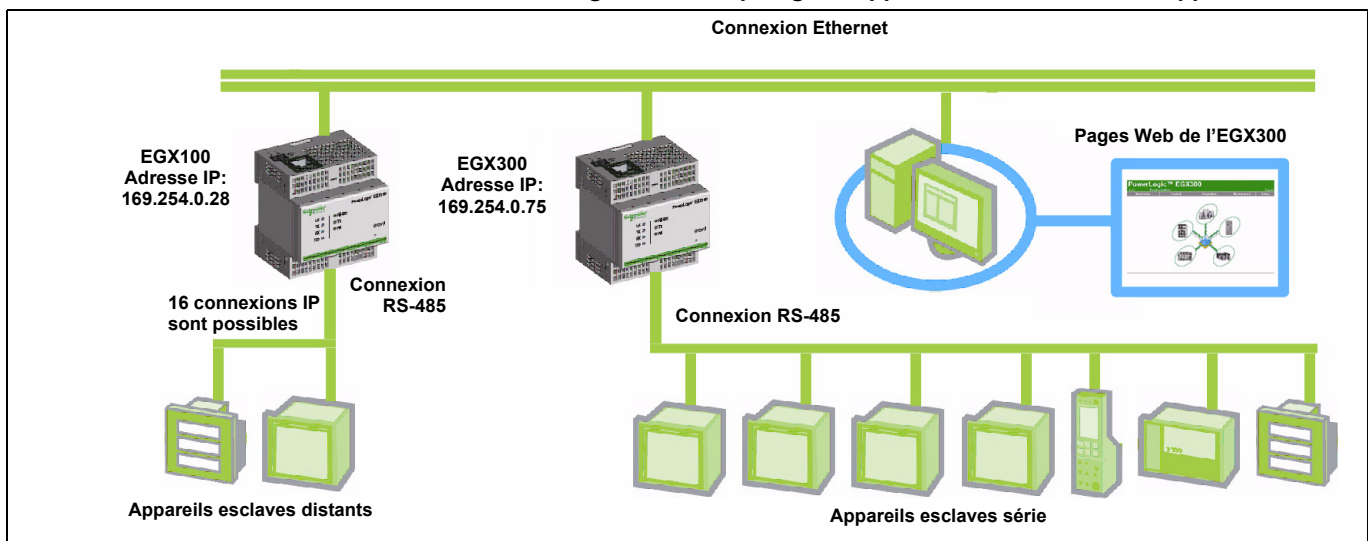 Connexion Ethernet
EGX100
Adresse IP:
169.254.0.28
EGX300
Adresse IP:
169.254.0.75
Pages Web de l’EGX300
PowerLogic™ EGX300
Connexion
RS-485
16 connexions IP
sont possibles
Connexion RS-485
Appareils esclaves distants
Appareils esclaves série